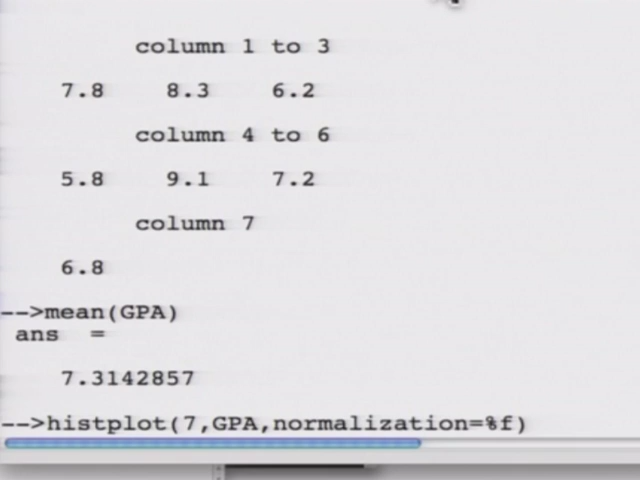 column 1 to 3
7.8 8.3 6.2
column 4 to 6
5.8 9.1 7.2
column 7
6.8
-->mean(GPA)
ans =
7.3142857
-->histplot(7,GPA,normalization=%f)